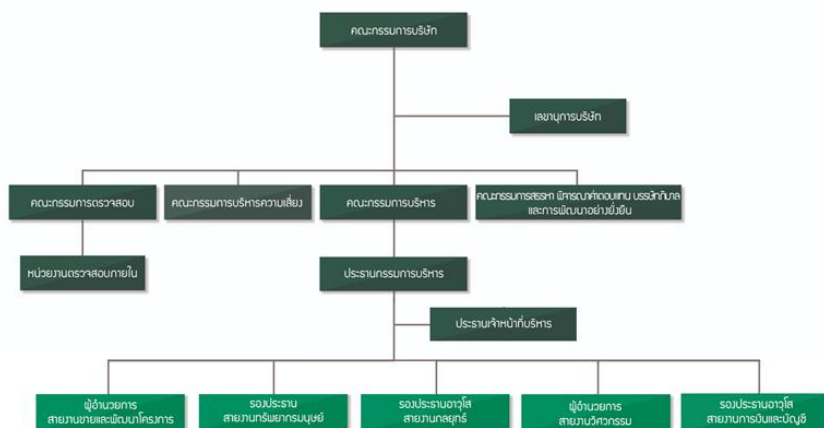 คณะกรรมการบริษัท
เลขานุการบริษัท
คณะกรรมการตรวจสอบ
คณะกรรมการบริหารความเสี่ยง
คณะกรรมการบริหาร
คณะกรรมการสรรหา พิจารณาค่าตอบแทน บรรษัทภิบาล
และการพัฒนาอย่างยั่งยืน
หน่วยงานตรวจสอบภายใน
ประธานกรรมการบริหาร
ประธานเจ้าหน้าที่บริหาร
ผู้อำนวยการ
สายงานขายและพัฒนาโครงการ
รองประธาน
สายงานทรัพยากรมนุษย์
รองประธานอาวุโส
สายงานกลยุทธ์
ผู้อำนวยการ
สายงานวิศวกรรม
รองประธานอาวุโส
สายงานการเงินและบัญชี